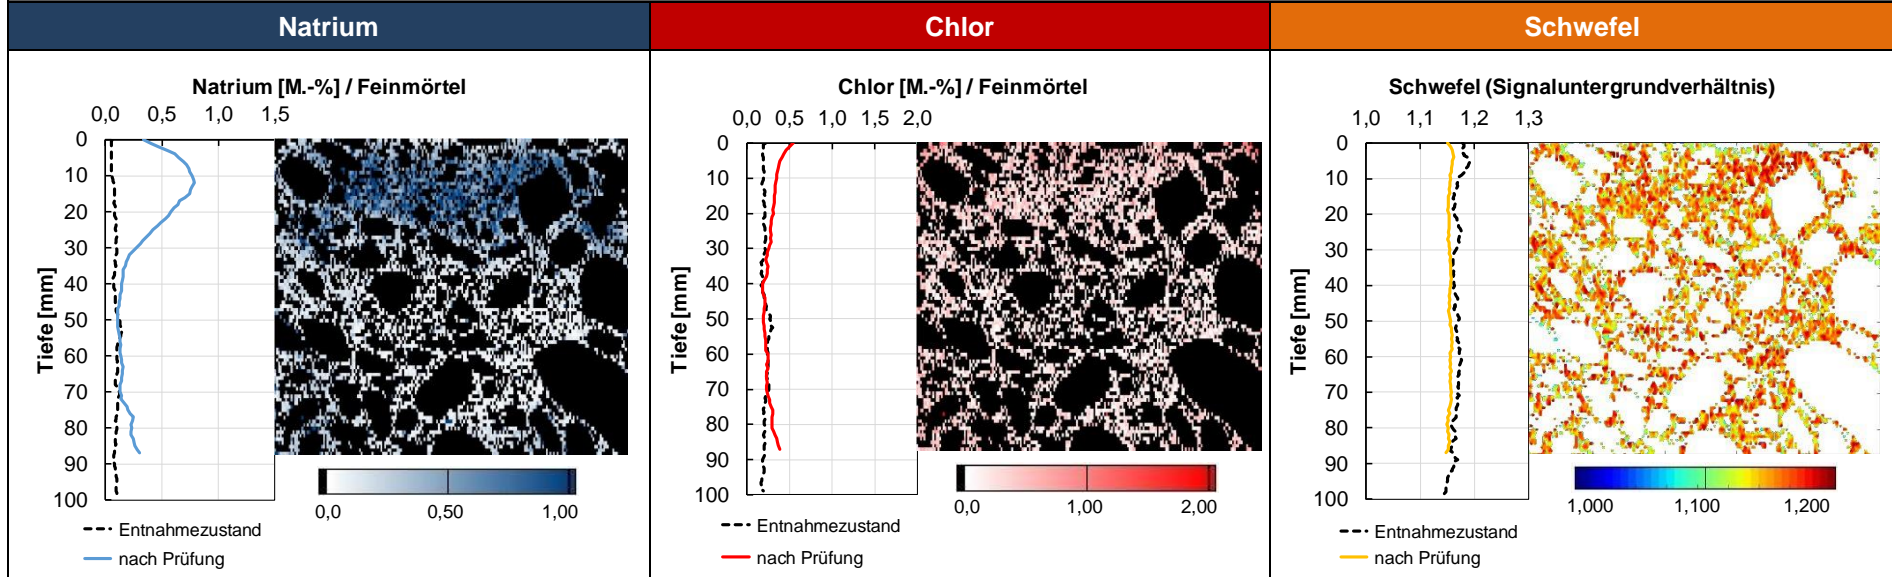 Natrium
Chlor
Schwefel
Natrium [M.-%] / Feinmörtel
0,0 0,5 1,0 1,5
Tiefe [mm]
0
10
20
30
40
50
60
70
80
90
100
0,0 0,50 1,00
Entnahmezustand
nach Prüfung
Chlor [M.-%] / Feinmörtel
0,0 0,5 1,0 1,5 2,0
Tiefe [mm]
0
10
20
30
40
50
60
70
80
90
100
0,0 1,00 2,00
Entnahmezustand
nach Prüfung
Schwefel (Signaluntergrundverhältnis)
1,0 1,1 1,2 1,3
Tiefe [mm]
0
10
20
30
40
50
60
70
80
90
100
1,000 1,100 1,200
Entnahmezustand
nach Prüfung